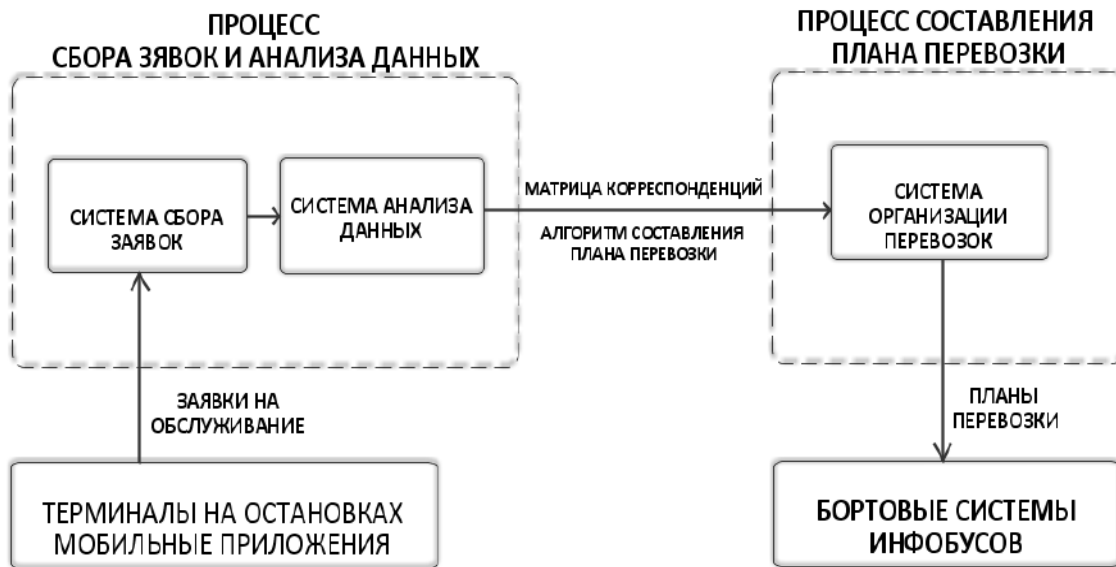 ПРОЦЕСС
СБОРА ЗЯВОК И АНАЛИЗА ДАННЫХ
СИСТЕМА СБОРА
ЗАЯВОК
СИСТЕМА АНАЛИЗА
ДАННЫХ
МАТРИЦА КОРРЕСПОНДЕНЦИЙ
АЛГОРИТМ СОСТАВЛЕНИЯ
ПЛАНА ПЕРЕВОЗКИ
ПРОЦЕСС СОСТАВЛЕНИЯ
ПЛАНА ПЕРЕВОЗКИ
СИСТЕМА
ОРГАНИЗАЦИИ
ПЕРЕВОЗОК
ЗАЯВКИ НА
ОБСЛУЖИВАНИЕ
ПЛАНЫ
ПЕРЕВОЗКИ
ТЕРМИНАЛЫ НА ОСТАНОВКАХ
МОБИЛЬНЫЕ ПРИЛОЖЕНИЯ
БОРТОВЫЕ СИСТЕМЫ
ИНФОБУСОВ